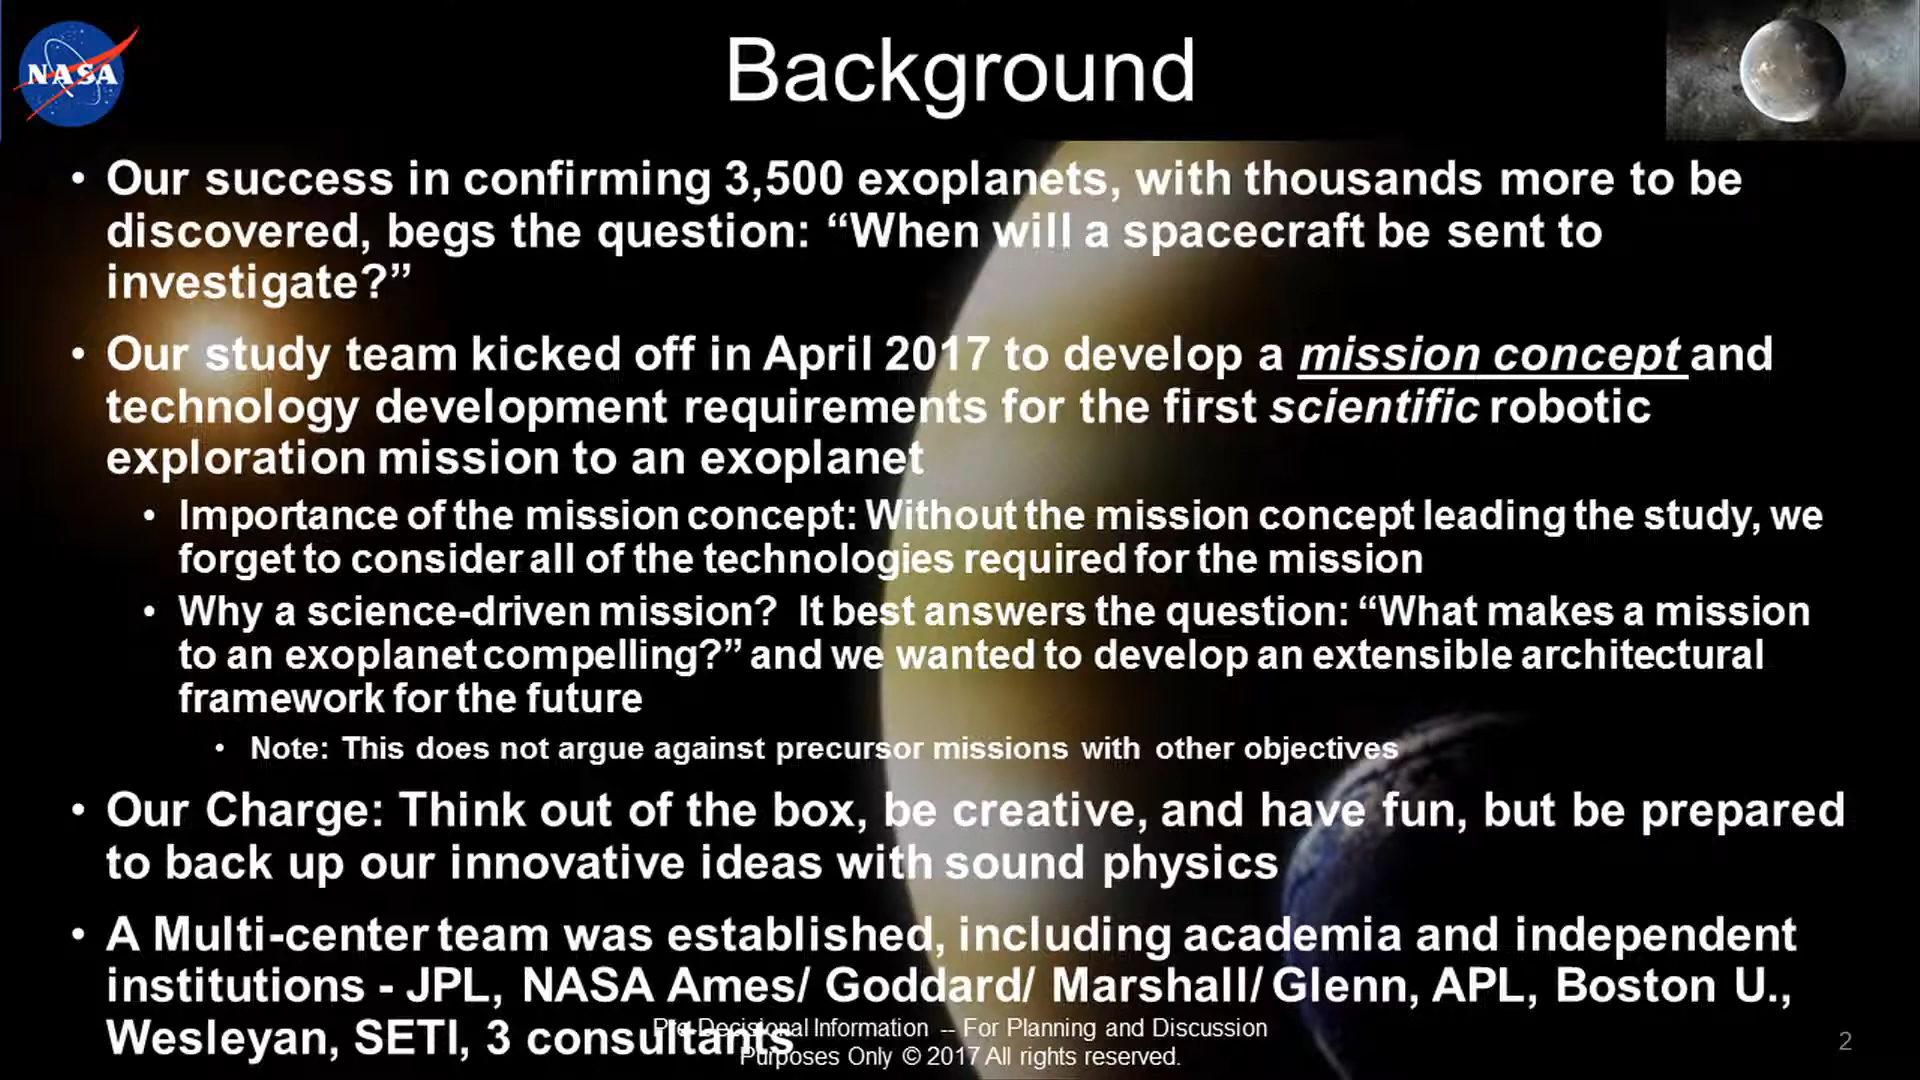 NASA
Background
• Our success in confirming 3,500 exoplanets, with thousands more to be
discovered, begs the question: “When will a spacecraft be sent to
investigate?”
• Our study team kicked off in April 2017 to develop a mission concept and
technology development requirements for the first scientific robotic
exploration mission to an exoplanet
• Importance of the mission concept: Without the mission concept leading the study, we
forget to consider all of the technologies required for the mission
• Why a science-driven mission? It best answers the question: “What makes a mission
to an exoplanet compelling?” and we wanted to develop an extensible architectural
framework for the future
• Note: This does not argue against precursor missions with other objectives
• Our Charge: Think out of the box, be creative, and have fun, but be prepared
to back up our innovative ideas with sound physics
• A Multi-center team was established, including academia and independent
institutions - JPL, NASA Ames/ Goddard/ Marshall/ Glenn, APL, Boston U.,
Wesleyan, SETI, 3 consultants
Pre-Decisional Information -- For Planning and Discussion
Purposes Only © 2017 All rights reserved.
2